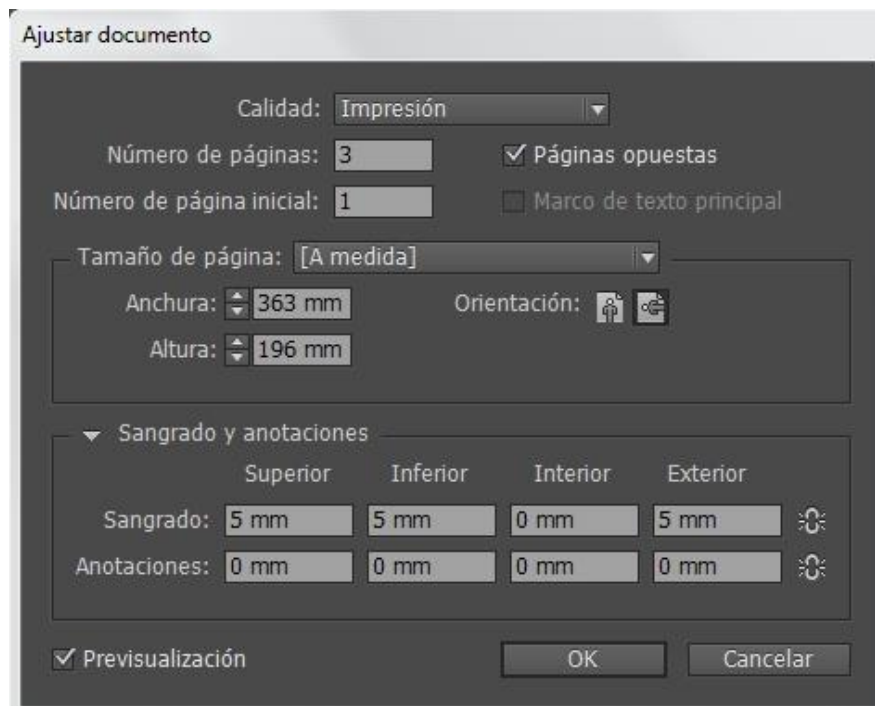 Ajustar documento
Calidad: Impresión
Número de páginas: 3 Páginas opuestas
Número de página inicial: 1 Marco de texto principal
Tamaño de página: [A medida]
Anchura: 363 mm Orientación:
Altura: 196 mm
Sangrado y anotaciones
Superior Inferior Interior Exterior
Sangrado: 5 mm 5 mm 0 mm 5 mm
Anotaciones: 0 mm 0 mm 0 mm 0 mm
Previsualización OK Cancelar